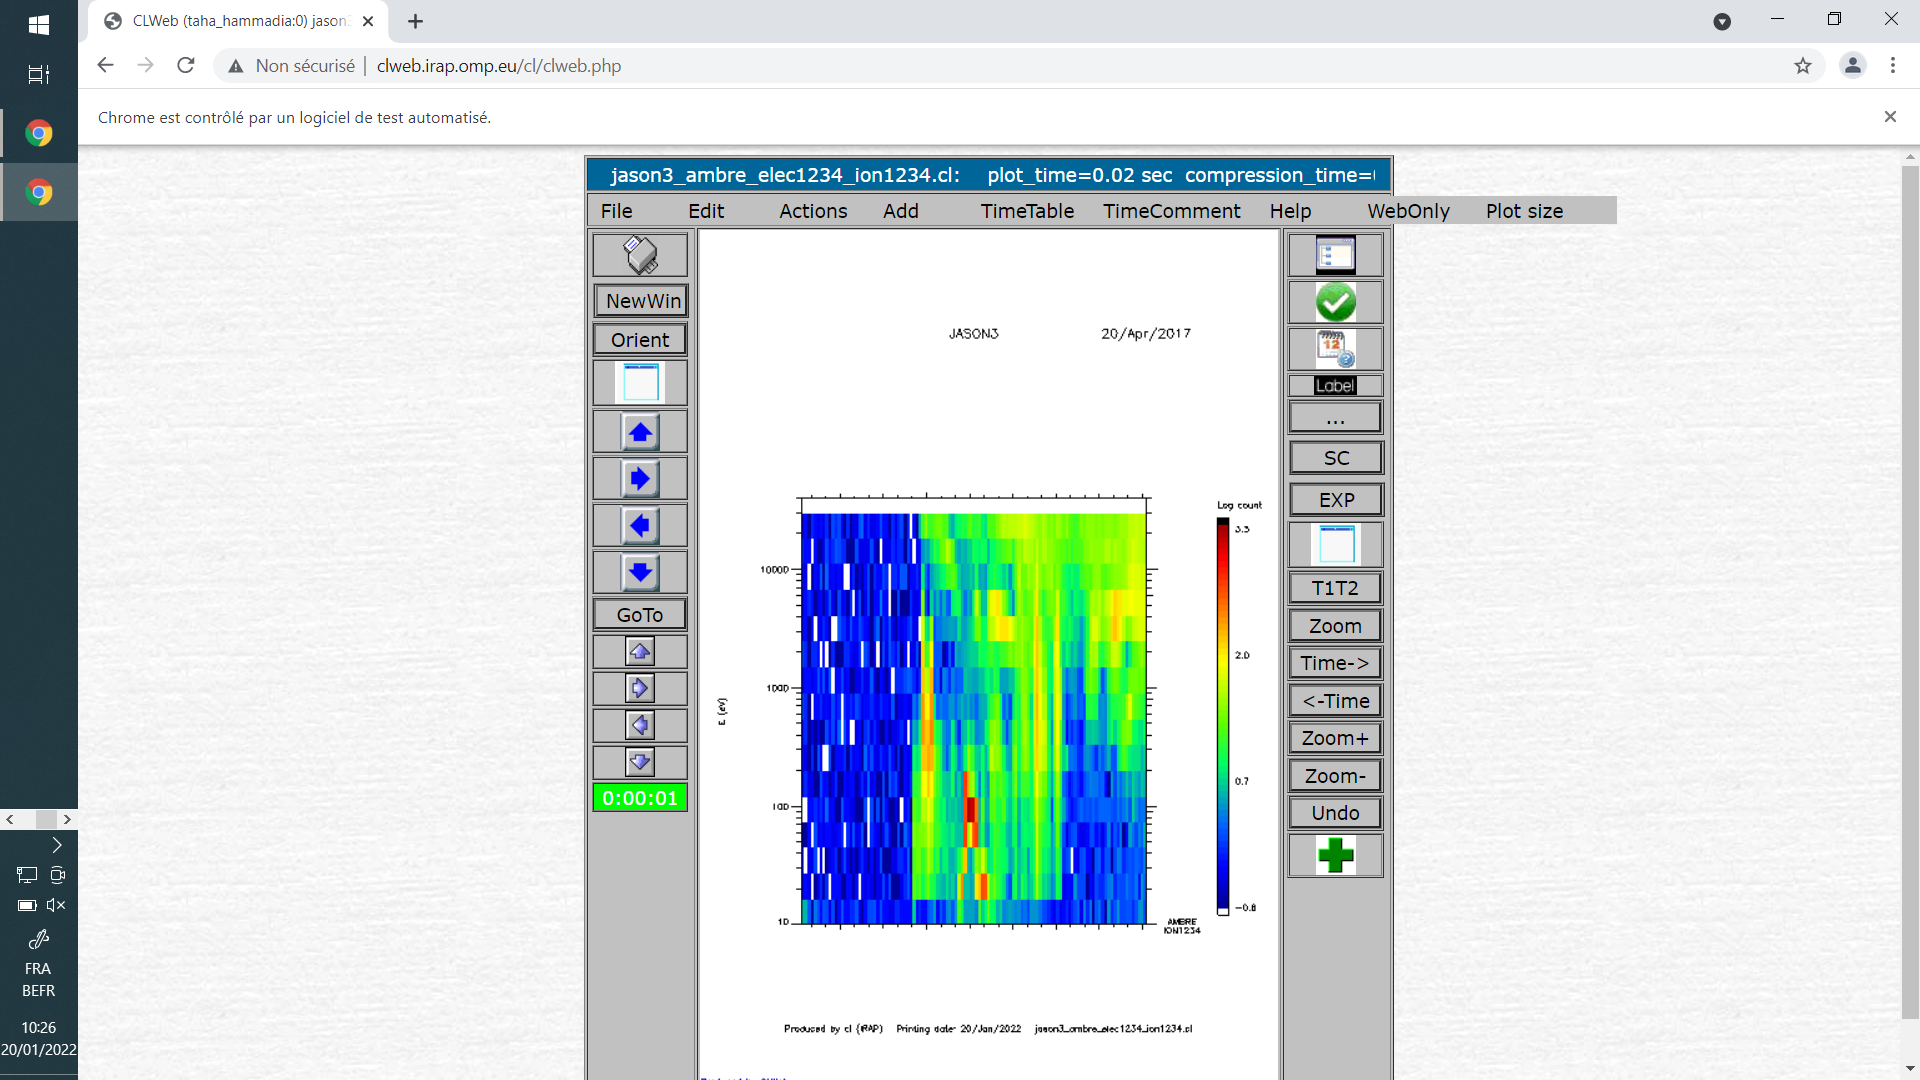 CLWeb (taha_hammadia:0) jason3
Non sécurisé | clweb.irap.omp.eu/cl/clweb.php
Chrome est contrôlé par un logiciel de test automatisé.
jason3_ambre_elec1234_ion1234.cl: plot_time=0.02 sec compression_time=
File Edit Actions Add TimeTable TimeComment Help WebOnly Plot size
NewWin
Orient
GoTo
0:00:01
JASON3 20/Apr/2017
Log count
3.3
2.0
0.7
-0.6
10000
1000
100
10
E (eV)
AMBRE
ION1234
Produced by cl (IRAP) Printing date: 20/Jan/2022 jason3_ambre_elec1234_ion1234.cl
12
Label
...
SC
EXP
T1T2
Zoom
Time->
<-Time
Zoom+
Zoom-
Undo
FRA
BEFR
10:26
20/01/2022